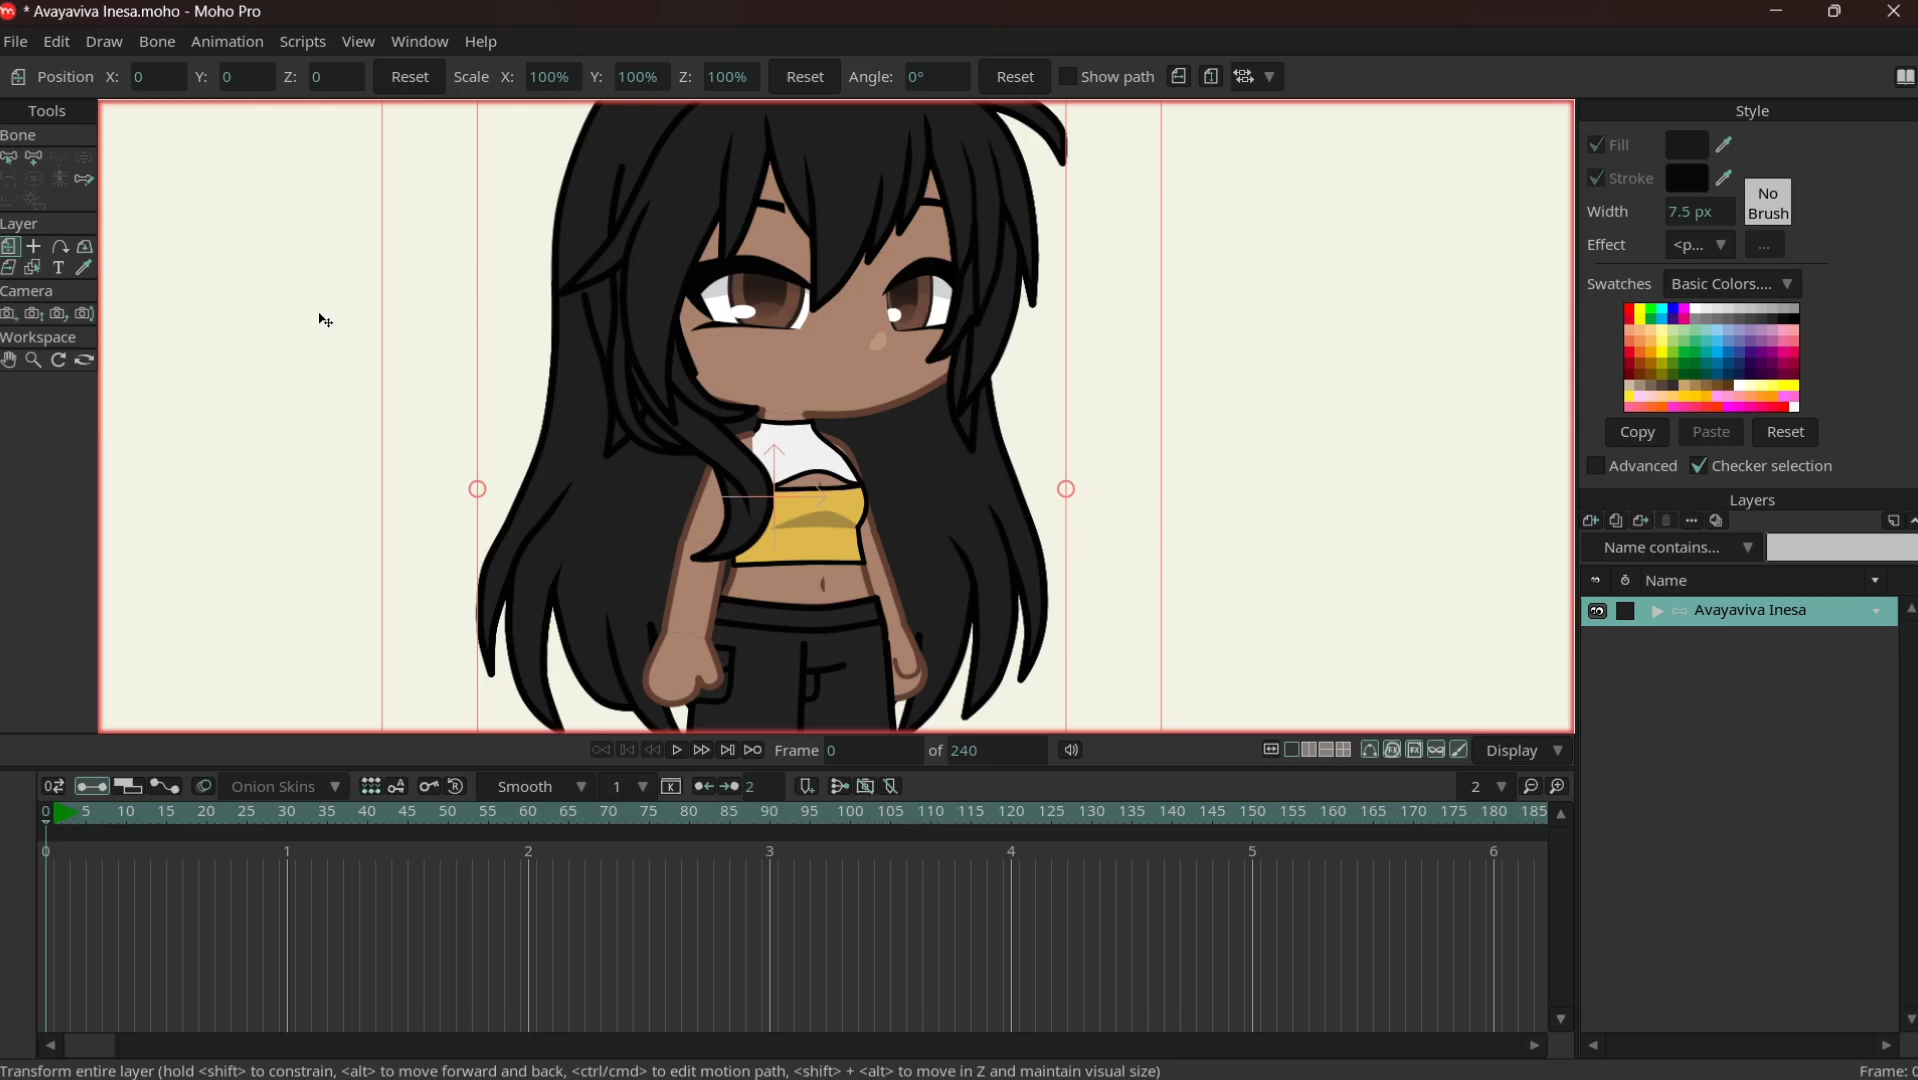 * Avayaviva Inesa.moho - Moho Pro
File Edit Draw Bone Animation Scripts View Window Help
Position X: 0 Y: 0 Z: 0 Reset Scale X: 100% Y: 100% Z: 100% Reset Angle: 0° Reset Show path
Tools
Bone
Layer
T
Camera
Workspace
Style
Fill
Stroke
No
Brush
Width 7.5 px
Effect <p... ...
Swatches Basic Colors....
Copy Paste Reset
Advanced Checker selection
Layers
Name contains...
Name
Avayaviva Inesa
Frame 0 of 240 Display
Onion Skins Smooth 1 2 2
0 5 10 15 20 25 30 35 40 45 50 55 60 65 70 75 80 85 90 95 100 105 110 115 120 125 130 135 140 145 150 155 160 165 170 175 180 185
0 1 2 3 4 5 6
Transform entire layer (hold <shift> to constrain, <alt> to move forward and back, <ctrl/cmd> to edit motion path, <shift> + <alt> to move in Z and maintain visual size) Frame: 0